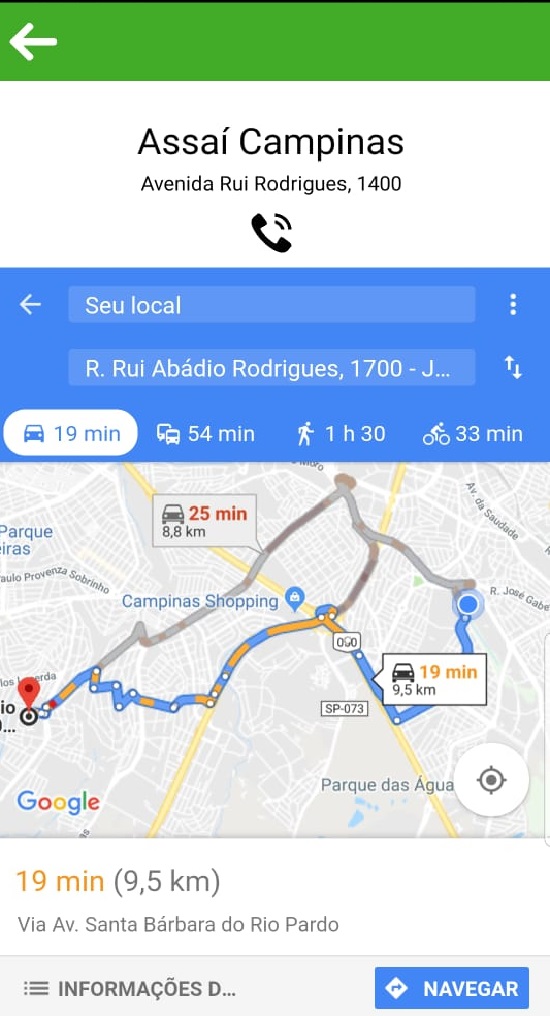 Assaí Campinas
Avenida Rui Rodrigues, 1400
Seu local
R. Rui Abádio Rodrigues, 1700 - J...
19 min
54 min
1 h 30
33 min
Av. da Saudade
25 min
8,8 km
Parque
eiras
aulo Provenza Sobrinho
Campinas Shopping
R. José Gabe
los Lacerda
io
...
19 min
9,5 km
SP-073
Parque das Água
Google
19 min (9,5 km)
Via Av. Santa Bárbara do Rio Pardo
INFORMAÇÕES D...
NAVEGAR